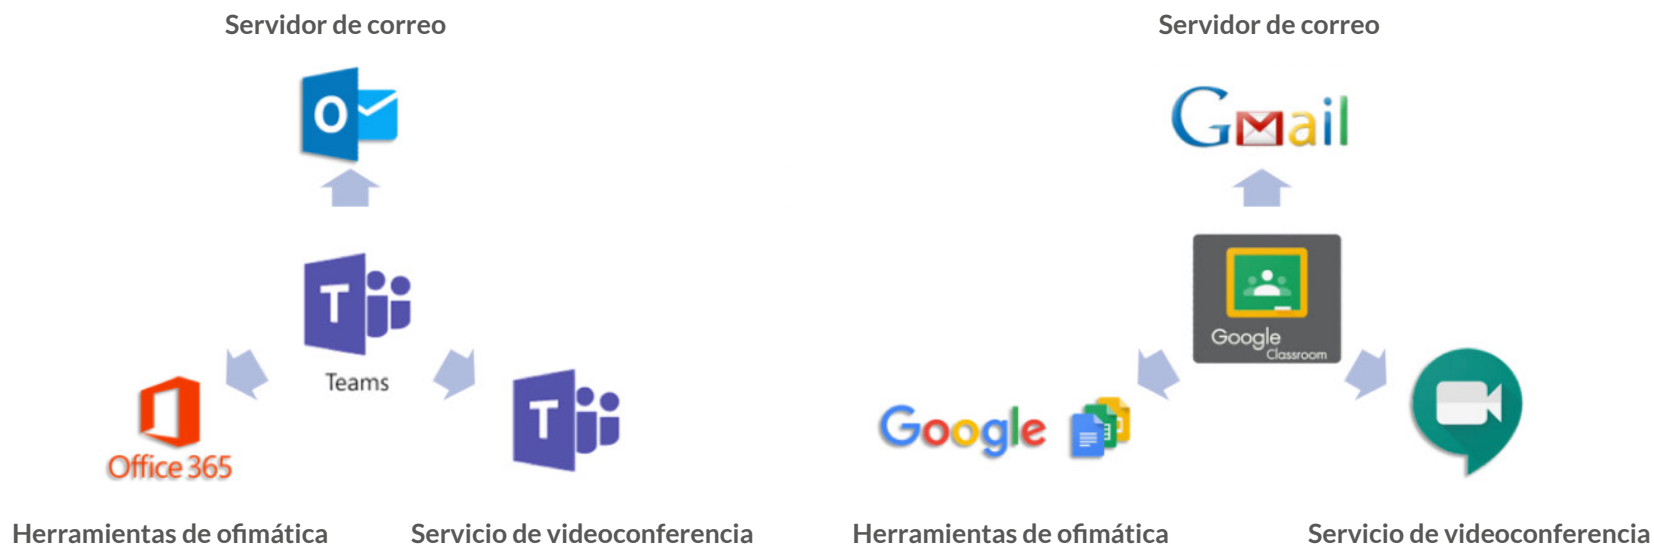 Servidor de correo
O
T
Teams
Office 365
T
Herramientas de ofimática
Servicio de videoconferencia
Servidor de correo
Gmail
Google
Classroom
Google
Herramientas de ofimática
Servicio de videoconferencia